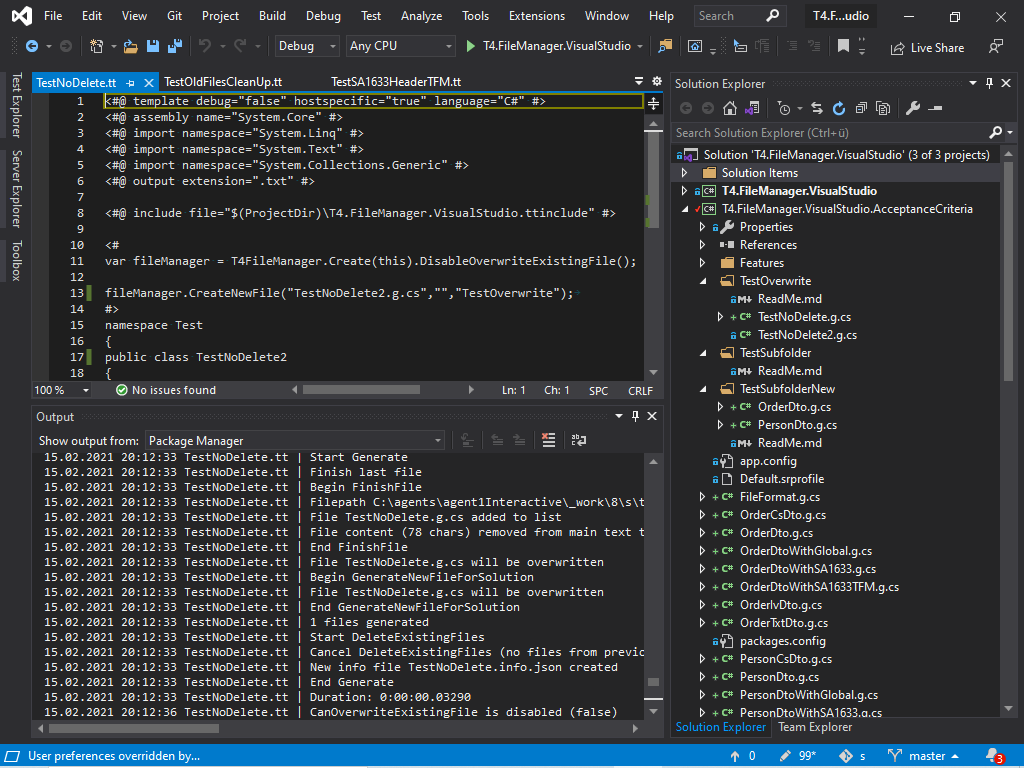 File Edit View Git Project Build Debug Test Analyze Tools Extensions Window Help Search T4.F...udio
Debug Any CPU T4.FileManager.VisualStudio Live Share
Test Explorer
Server Explorer
Toolbox
TestNoDelete.tt TestOldFilesCleanUp.tt TestSA1633HeaderTFM.tt
1 <#@ template debug="false" hostspecific="true" language="C#" #>
2 <#@ assembly name="System.Core" #>
3 <#@ import namespace="System.Linq" #>
4 <#@ import namespace="System.Text" #>
5 <#@ import namespace="System.Collections.Generic" #>
6 <#@ output extension=".txt" #>
7
8 <#@ include file="$(ProjectDir)\T4.FileManager.VisualStudio.ttinclude" #>
9
10 <#
11 var fileManager = T4FileManager.Create(this).DisableOverwriteExistingFile();
12
13 fileManager.CreateNewFile("TestNoDelete2.g.cs","","TestOverwrite");
14 #>
15 namespace Test
16 {
17 public class TestNoDelete2
18 {
100 % No issues found Ln: 1 Ch: 1 SPC CRLF
Output
Show output from: Package Manager
15.02.2021 20:12:33 TestNoDelete.tt | Start Generate
15.02.2021 20:12:33 TestNoDelete.tt | Finish last file
15.02.2021 20:12:33 TestNoDelete.tt | Begin FinishFile
15.02.2021 20:12:33 TestNoDelete.tt | Filepath C:\agents\agent1Interactive\_work\8\s\t
15.02.2021 20:12:33 TestNoDelete.tt | File TestNoDelete.g.cs added to list
15.02.2021 20:12:33 TestNoDelete.tt | File content (78 chars) removed from main text t
15.02.2021 20:12:33 TestNoDelete.tt | End FinishFile
15.02.2021 20:12:33 TestNoDelete.tt | File TestNoDelete.g.cs will be overwritten
15.02.2021 20:12:33 TestNoDelete.tt | Begin GenerateNewFileForSolution
15.02.2021 20:12:33 TestNoDelete.tt | File TestNoDelete.g.cs will be overwritten
15.02.2021 20:12:33 TestNoDelete.tt | End GenerateNewFileForSolution
15.02.2021 20:12:33 TestNoDelete.tt | 1 files generated
15.02.2021 20:12:33 TestNoDelete.tt | Start DeleteExistingFiles
15.02.2021 20:12:33 TestNoDelete.tt | Cancel DeleteExistingFiles (no files from previo
15.02.2021 20:12:33 TestNoDelete.tt | New info file TestNoDelete.info.json created
15.02.2021 20:12:33 TestNoDelete.tt | End Generate
15.02.2021 20:12:33 TestNoDelete.tt | Duration: 0:00:00.03290
15.02.2021 20:12:36 TestNoDelete.tt | CanOverwriteExistingFile is disabled (false)
Solution Explorer
Search Solution Explorer (Ctrl+ü)
Solution 'T4.FileManager.VisualStudio' (3 of 3 projects)
Solution Items
C# T4.FileManager.VisualStudio
C# T4.FileManager.VisualStudio.AcceptanceCriteria
Properties
References
Features
TestOverwrite
M↓ ReadMe.md
+ C# TestNoDelete.g.cs
C# TestNoDelete2.g.cs
TestSubfolder
M↓ ReadMe.md
TestSubfolderNew
+ C# OrderDto.g.cs
+ C# PersonDto.g.cs
M↓ ReadMe.md
app.config
Default.srprofile
+ C# FileFormat.g.cs
+ C# OrderCsDto.g.cs
+ C# OrderDto.g.cs
+ C# OrderDtoWithGlobal.g.cs
+ C# OrderDtoWithSA1633.g.cs
+ C# OrderDtoWithSA1633TFM.g.cs
+ C# OrderIvDto.g.cs
+ C# OrderTxtDto.g.cs
packages.config
+ C# PersonCsDto.g.cs
+ C# PersonDto.g.cs
+ C# PersonDtoWithGlobal.g.cs
+ C# PersonDtoWithSA1633.g.cs
Solution Explorer Team Explorer
User preferences overridden by... 0 99* s master 3